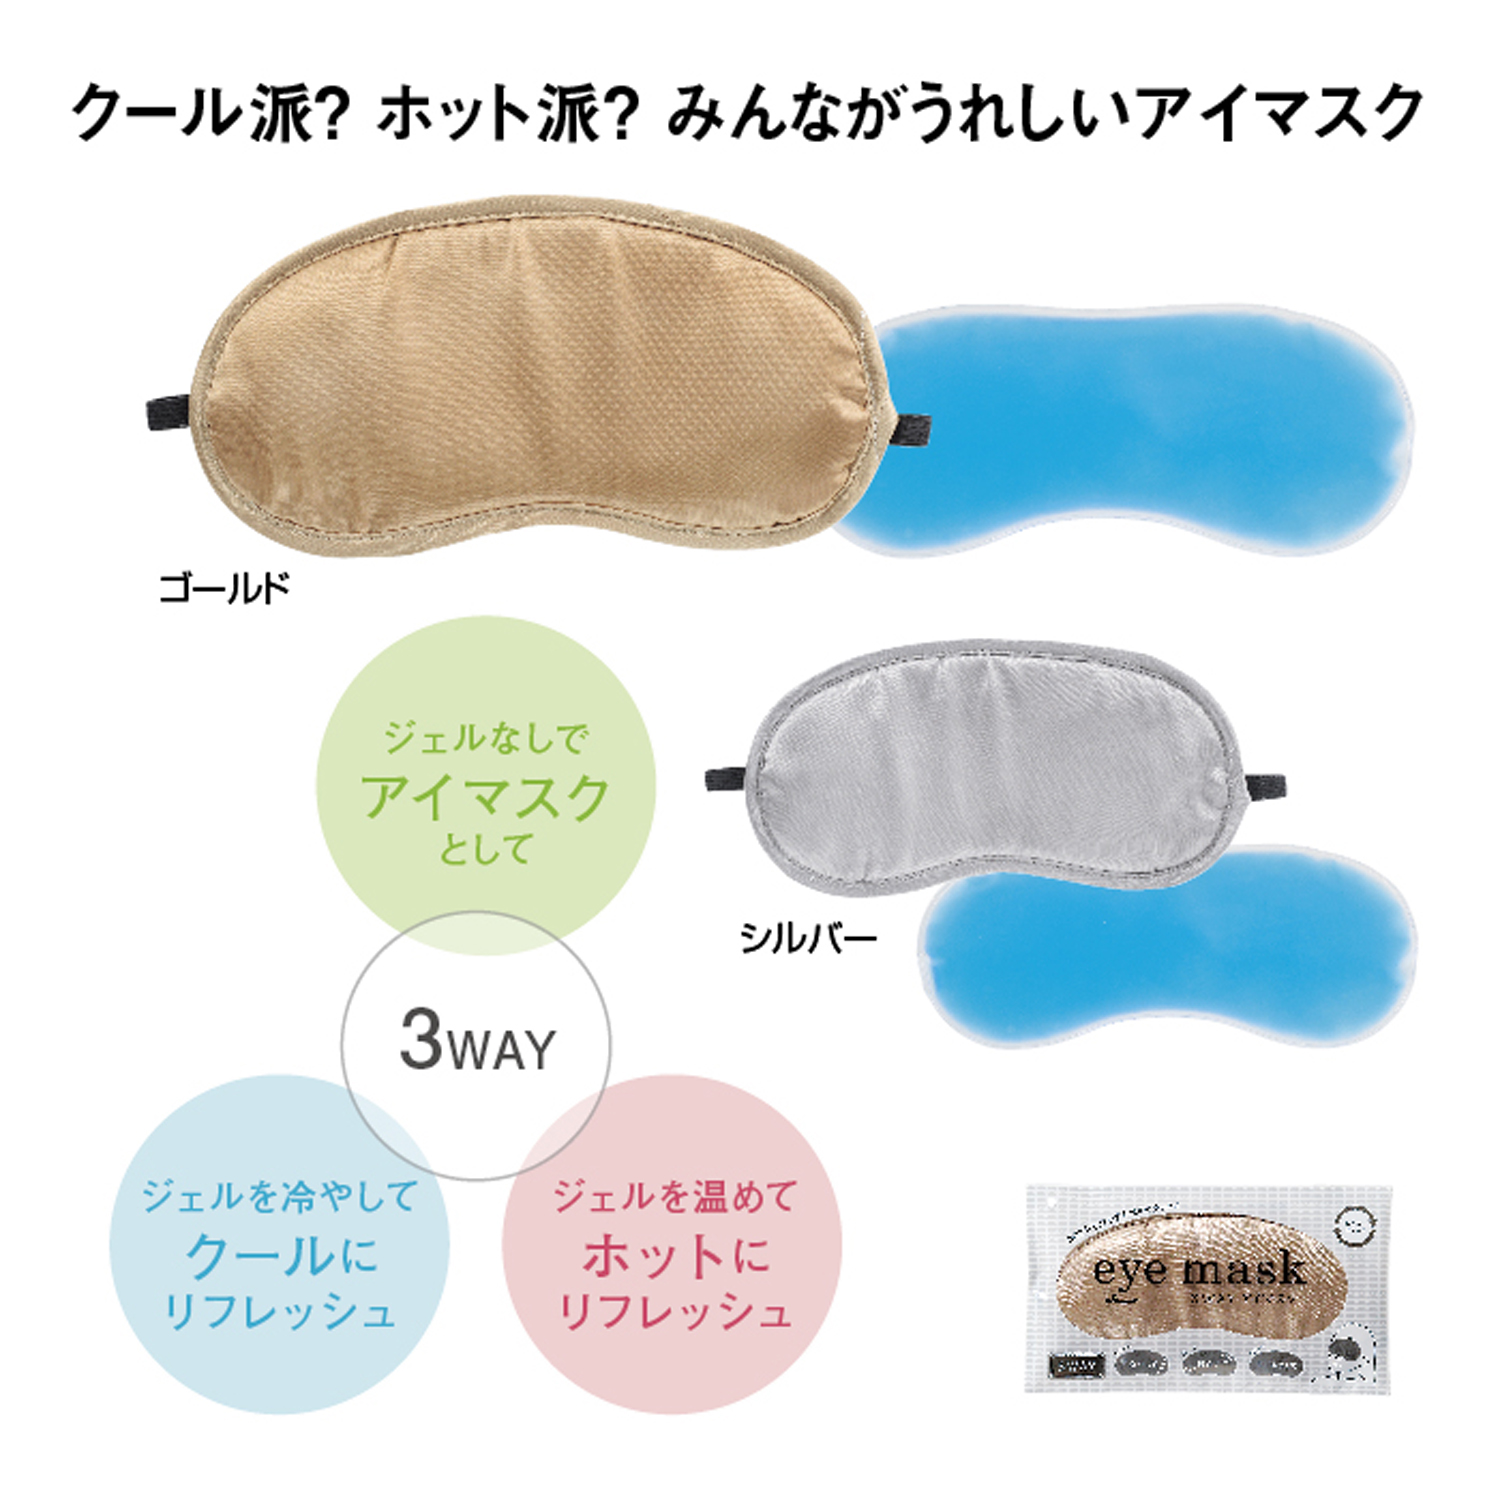 クール派? ホット派? みんながうれしいアイマスク
ゴールド
ジェルなしで
アイマスク
として
シルバー
3WAY
ジェルを冷やして
クールに
リフレッシュ
ジェルを温めて
ホットに
リフレッシュ
eye mask